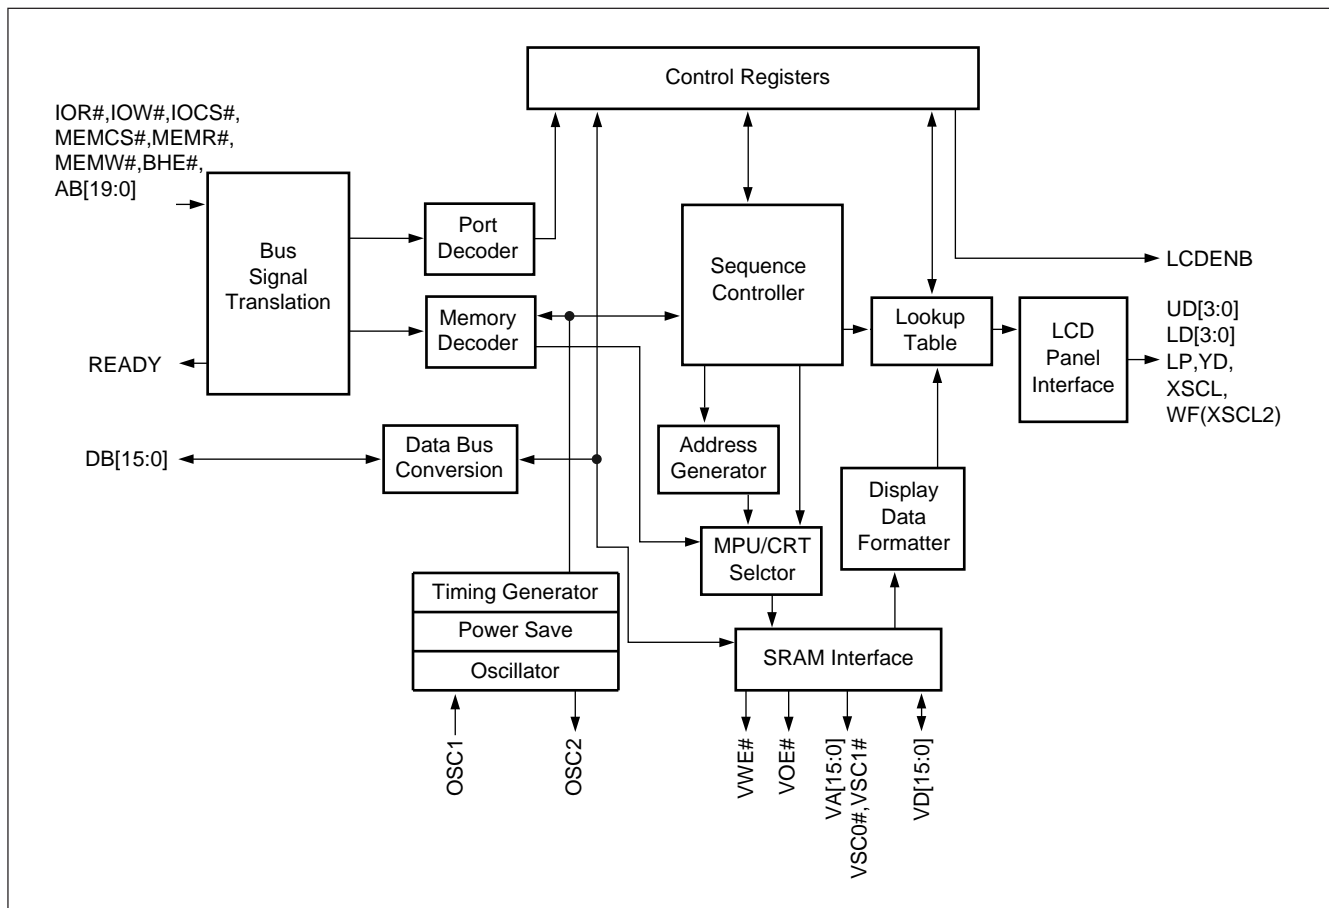 Control Registers
IOR#,IOW#,IOCS#,
MEMCS#,MEMR#,
MEMW#,BHE#,
AB[19:0]
Bus
Signal
Translation
Port
Decoder
Sequence
Controller
LCDENB
Memory
Decoder
Lookup
Table
LCD
Panel
Interface
UD[3:0]
LD[3:0]
LP,YD,
XSCL,
WF(XSCL2)
READY
DB[15:0]
Data Bus
Conversion
Address
Generator
Display
Data
Formatter
MPU/CRT
Selctor
Timing Generator
Power Save
Oscillator
SRAM Interface
OSC1
OSC2
VWE#
VOE#
VA[15:0]
VSC0#,VSC1#
VD[15:0]